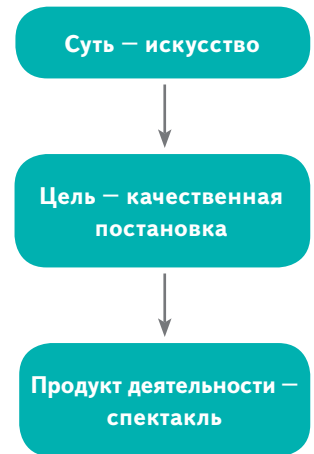 Суть — искусство
Цель — качественная
постановка
Продукт деятельности —
спектакль